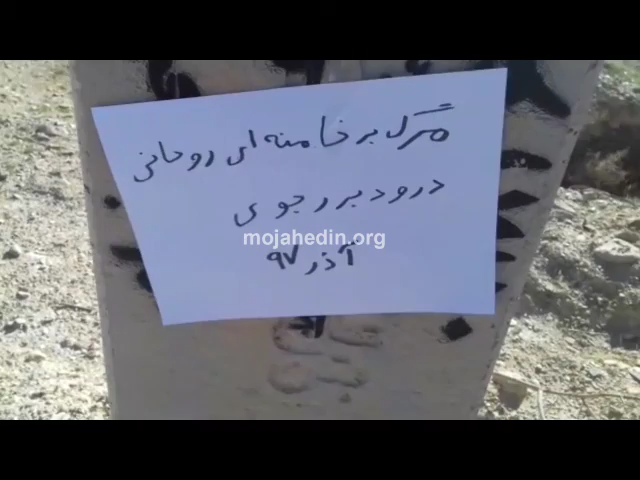 مرگ بر خامنه ای روحانی
درود بر رجوی
mojahedin.org
آذر ۹۷